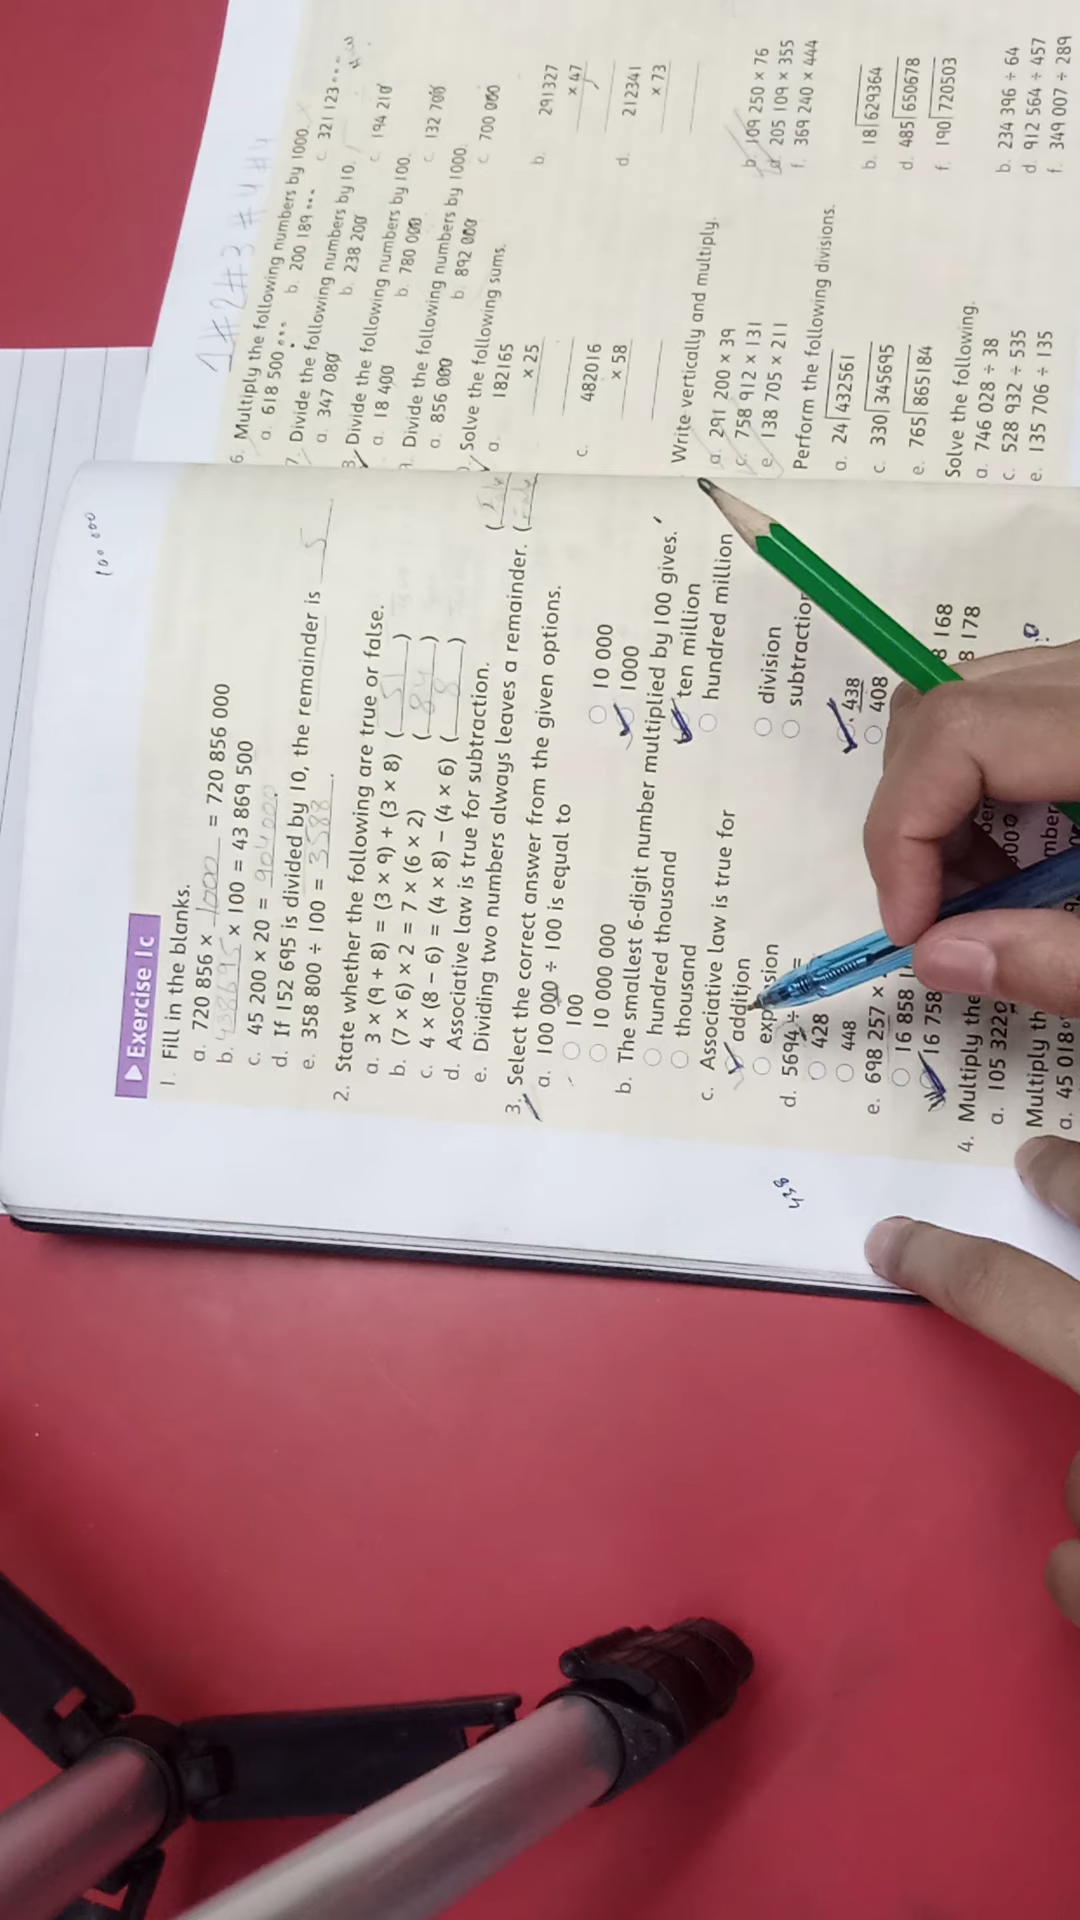 100 000
▶ Exercise 1c
1. Fill in the blanks.
a. 720 856 × 1000 = 720 856 000
b. 438695 × 100 = 43 869 500
c. 45 200 × 20 = 904000.
d. If 152 695 is divided by 10, the remainder is 5
e. 358 800 ÷ 100 = 3588.
2. State whether the following are true or false.
a. 3 × (9 + 8) = (3 × 9) + (3 × 8) (51)
b. (7 × 6) × 2 = 7 × (6 × 2) (84)
c. 4 × (8 − 6) = (4 × 8) − (4 × 6) (8)
d. Associative law is true for subtraction. (
e. Dividing two numbers always leaves a remainder. (
3. Select the correct answer from the given options.
a. 100 000 ÷ 100 is equal to
100
10 000
10 000 000
1000
b. The smallest 6-digit number multiplied by 100 gives.
hundred thousand
ten million
thousand
hundred million
c. Associative law is true for
addition
division
subtraction
d. 5694 ÷ =
428
438
448
408
438
e. 698 257 ×
16 858
8 168
16 758
8 178
4. Multiply the
a. 105 3220
Multiply th
a. 45 018
1 # 2 # 3 # 4 # 4
6. Multiply the following numbers by 1000.
a. 618 500
b. 200 189
c. 321 123
7. Divide the following numbers by 10.
a. 347 080
b. 238 200
c. 194 210
8. Divide the following numbers by 100.
a. 18 400
b. 780 000
c. 132 700
Divide the following numbers by 1000.
a. 856 000
b. 892 000
c. 700 000
Solve the following sums.
a. 182165
× 25
b. 291327
× 47
c. 482016
× 58
d. 212341
× 73
Write vertically and multiply.
a. 291 200 × 39
b. 109 250 × 76
c. 758 912 × 131
d. 205 109 × 355
e. 138 705 × 211
f. 369 240 × 444
Perform the following divisions.
a. 24|432561
b. 18|629364
c. 330|345695
d. 485|650678
e. 765|865184
f. 190|720503
Solve the following.
a. 746 028 ÷ 38
b. 234 396 ÷ 64
c. 528 932 ÷ 535
d. 912 564 ÷ 457
e. 135 706 ÷ 135
f. 349 007 ÷ 289